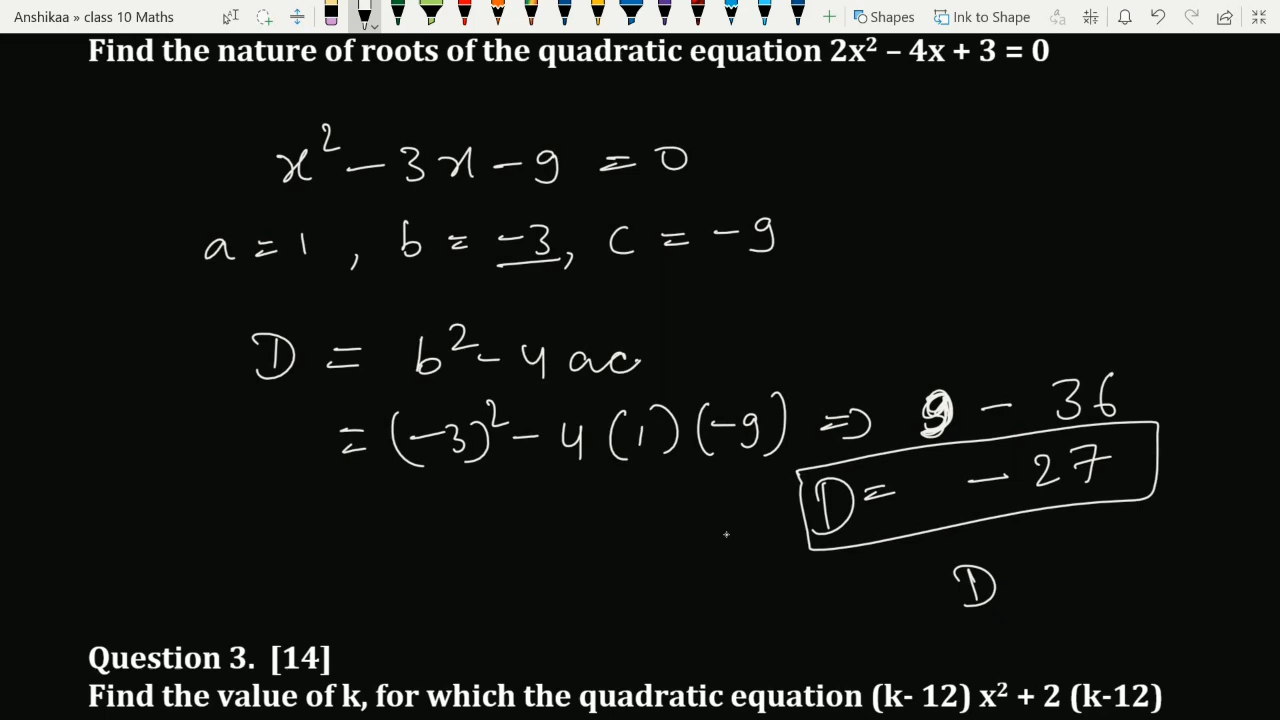 Anshikaa » class 10 Maths Shapes Ink to Shape
Find the nature of roots of the quadratic equation 2x² – 4x + 3 = 0
x² – 3x – 9 = 0
a = 1 , b = –3, c = –9
D = b² – 4ac
= (–3)² – 4 (1) (–9) => 9 – 36
D = – 27
D
Question 3. [14]
Find the value of k, for which the quadratic equation (k- 12) x² + 2 (k-12)